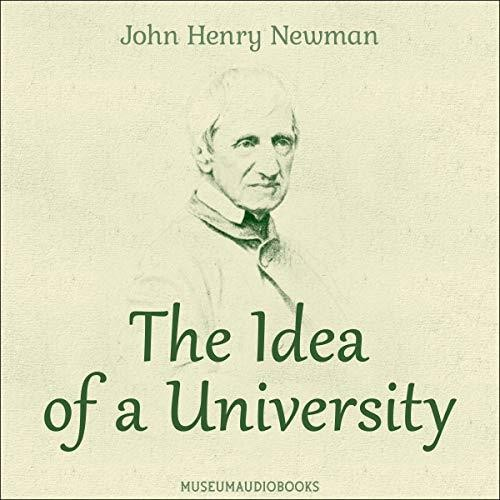 John Henry Newman
The Idea
of a University
MUSEUMAUDIOBOOKS